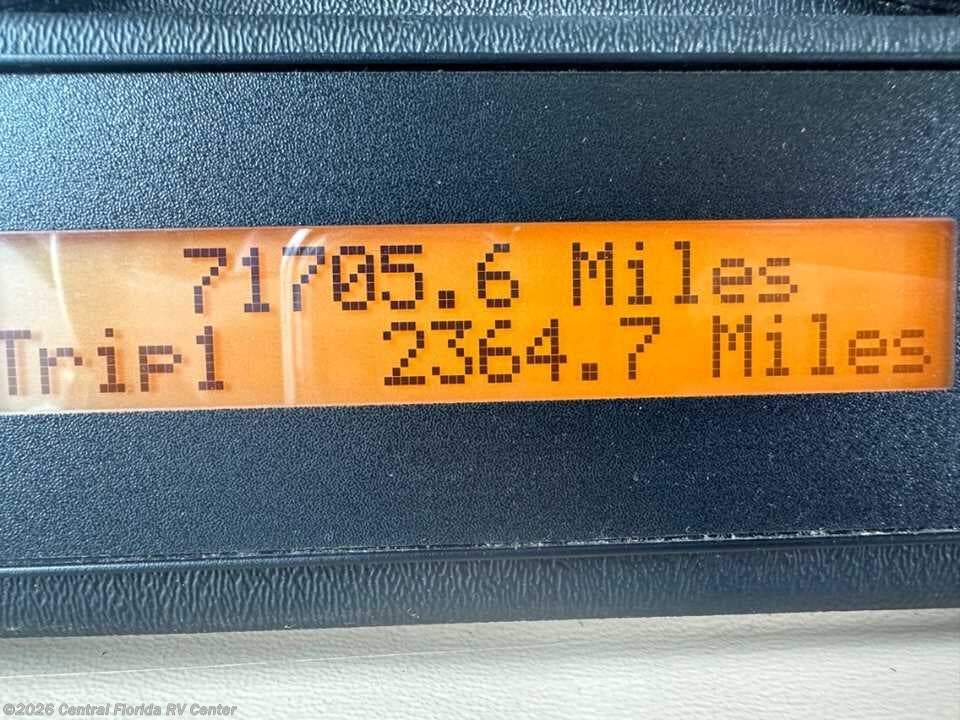 71705.6 Miles
Trip1 2364.7 Miles
©2026 Central Florida RV Center